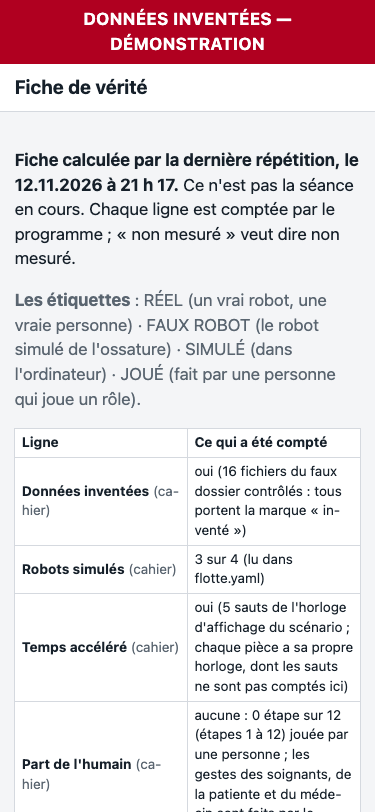 DONNÉES INVENTÉES —
DÉMONSTRATION
Fiche de vérité
Fiche calculée par la dernière répétition, le
12.11.2026 à 21 h 17. Ce n'est pas la séance
en cours. Chaque ligne est comptée par le
programme ; « non mesuré » veut dire non
mesuré.
Les étiquettes : RÉEL (un vrai robot, une
vraie personne) · FAUX ROBOT (le robot
simulé de l'ossature) · SIMULÉ (dans
l'ordinateur) · JOUÉ (fait par une personne
qui joue un rôle).
Ligne
Ce qui a été compté
Données inventées (ca-
hier)
oui (16 fichiers du faux
dossier contrôlés : tous
portent la marque « in-
venté »)
Robots simulés (cahier)
3 sur 4 (lu dans
flotte.yaml)
Temps accéléré (cahier)
oui (5 sauts de l'horloge
d'affichage du scénario ;
chaque pièce a sa propre
horloge, dont les sauts
ne sont pas comptés ici)
Part de l'humain (ca-
hier)
aucune : 0 étape sur 12
(étapes 1 à 12) jouée par
une personne ; les
gestes des soignants, de
la patiente et du méde-